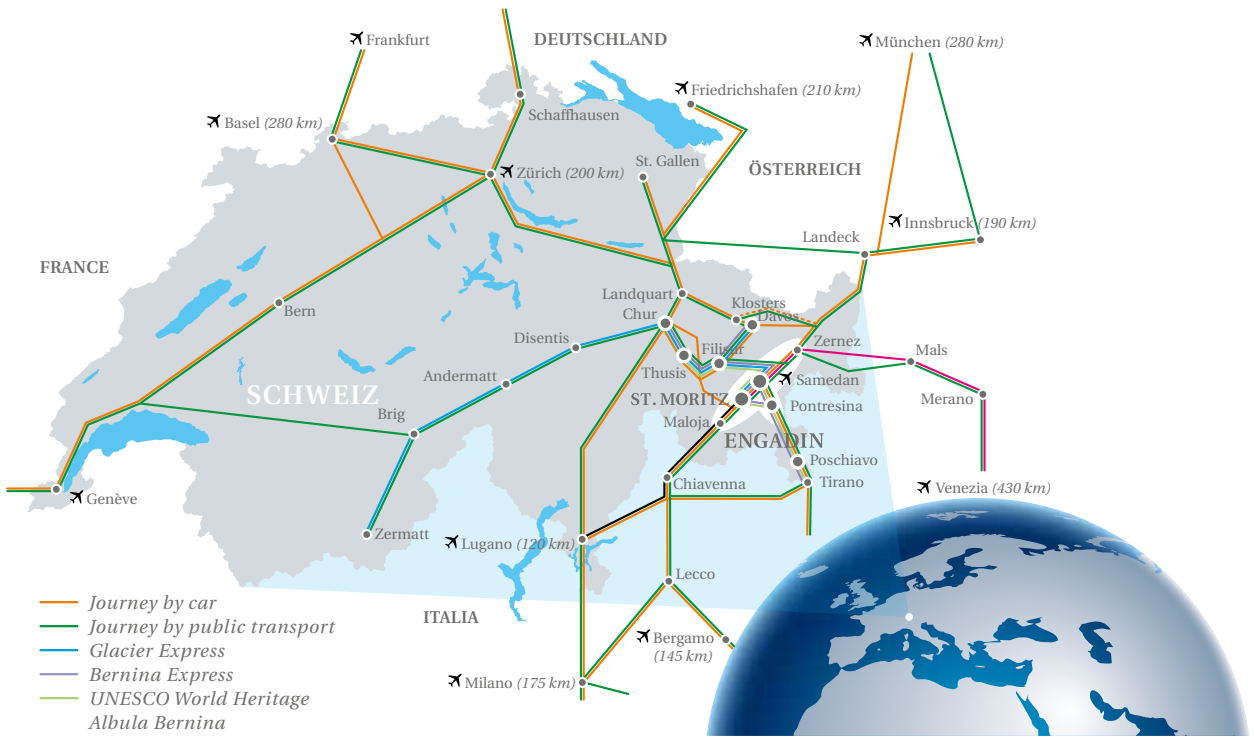 Frankfurt
DEUTSCHLAND
München (280 km)
Friedrichshafen (210 km)
Schaffhausen
Basel (280 km)
St. Gallen
Zürich (200 km)
ÖSTERREICH
Innsbruck (190 km)
Landeck
FRANCE
Landquart
Klosters
Bern
Chur
Davos
Disentis
Filisur
Zernez
Mals
Thusis
Andermatt
Samedan
SCHWEIZ
ST. MORITZ
Merano
Pontresina
Brig
Maloja
ENGADIN
Poschiavo
Chiavenna
Tirano
Genève
Venezia (430 km)
Zermatt
Lugano (120 km)
Lecco
Journey by car
ITALIA
Journey by public transport
Bergamo
(145 km)
Glacier Express
Bernina Express
Milano (175 km)
UNESCO World Heritage
Albula Bernina